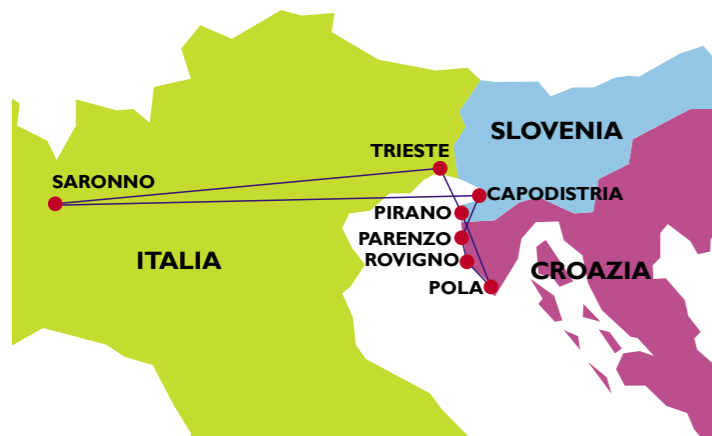 SLOVENIA
TRIESTE
SARONNO
CAPODISTRIA
PIRANO
PARENZO
ITALIA
ROVIGNO
CROAZIA
POLA